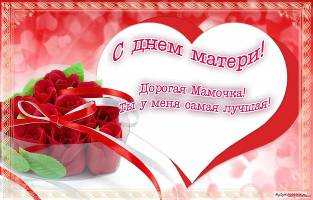 С днем матери!
Дорогая Мамочка!
Ты у меня самая лучшая!